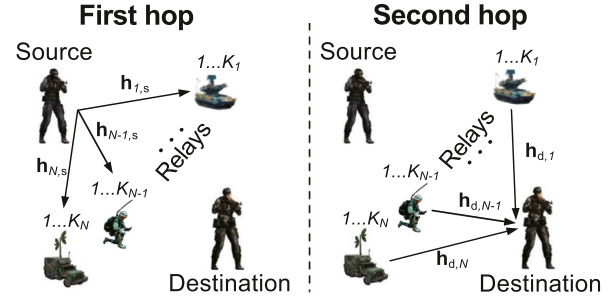 First hop
Source
1...K1
h1,s
hN-1,s
hN,s
...
Relays
1...KN-1
1...KN
Destination
Second hop
Source
1...K1
Relays
...
hd,1
1...KN-1
hd,N-1
1...KN
hd,N
Destination